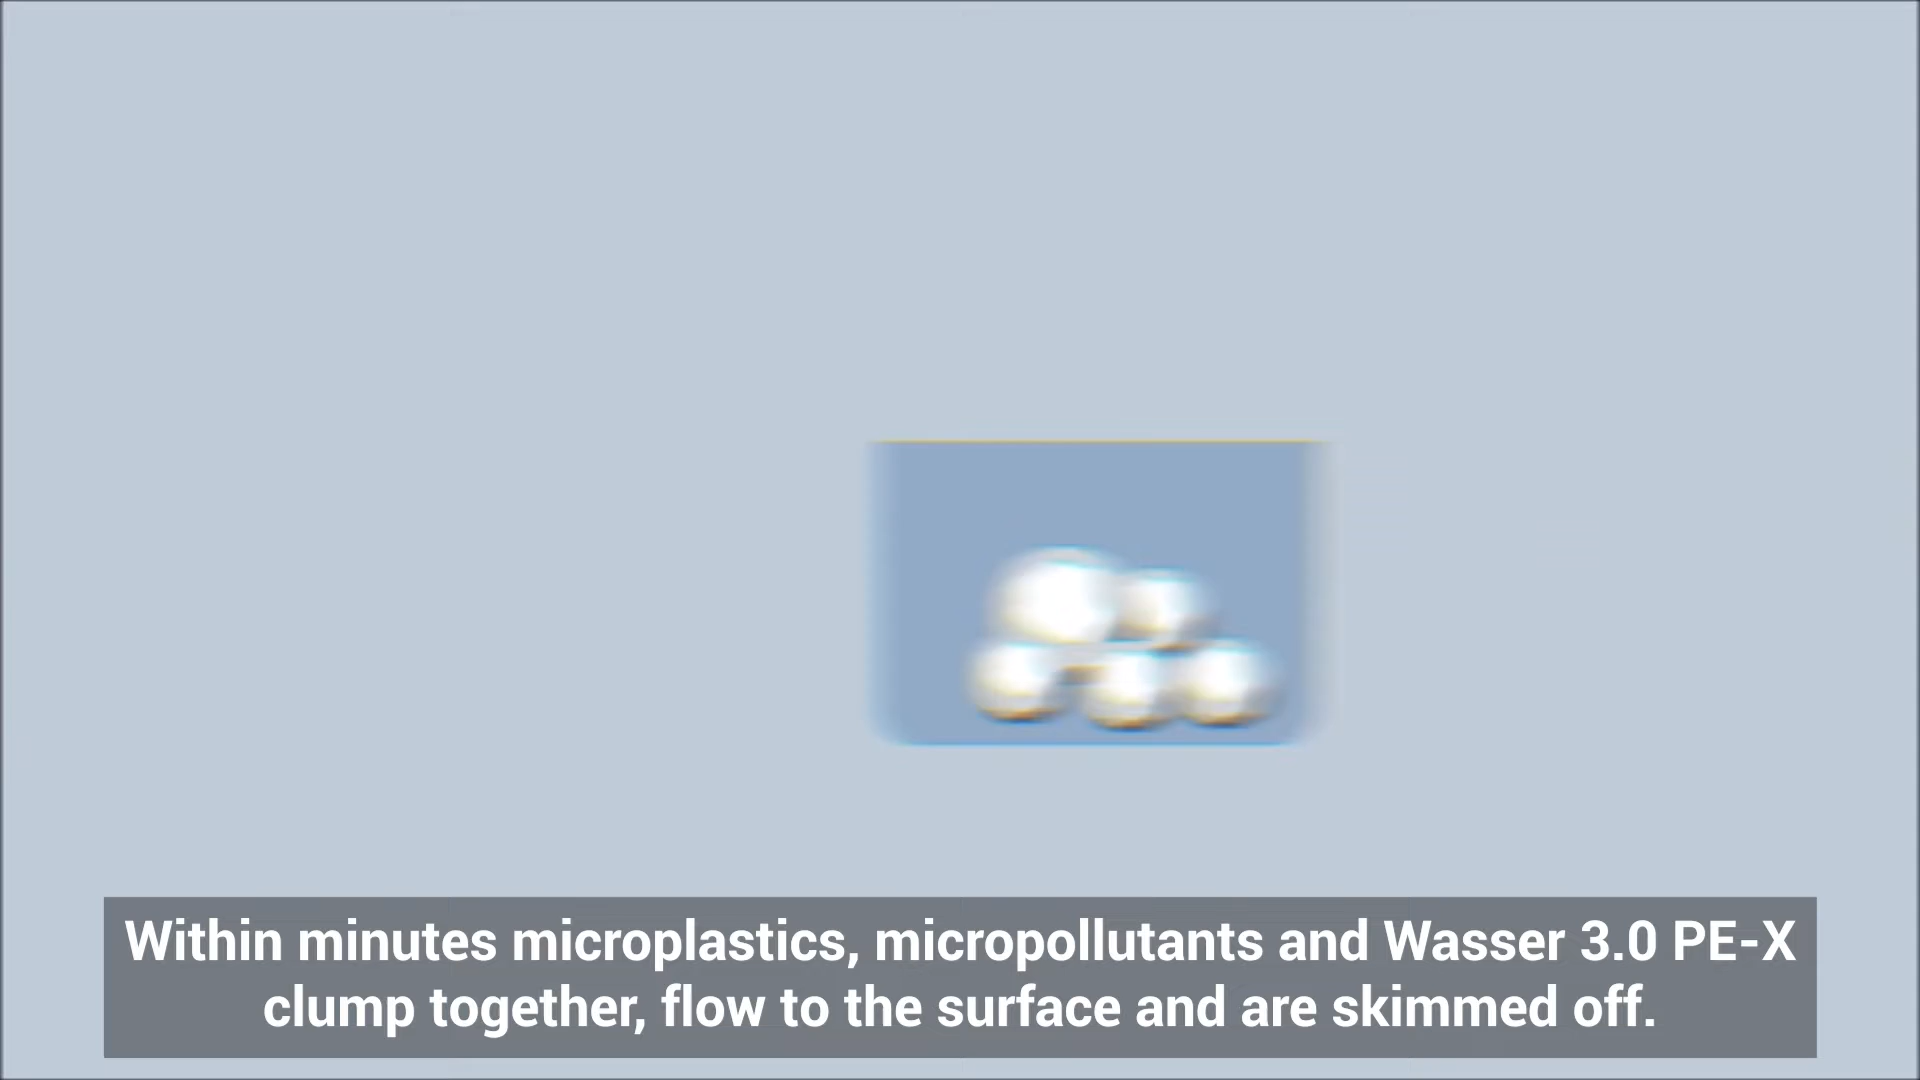 Within minutes microplastics, micropollutants and Wasser 3.0 PE-X
clump together, flow to the surface and are skimmed off.